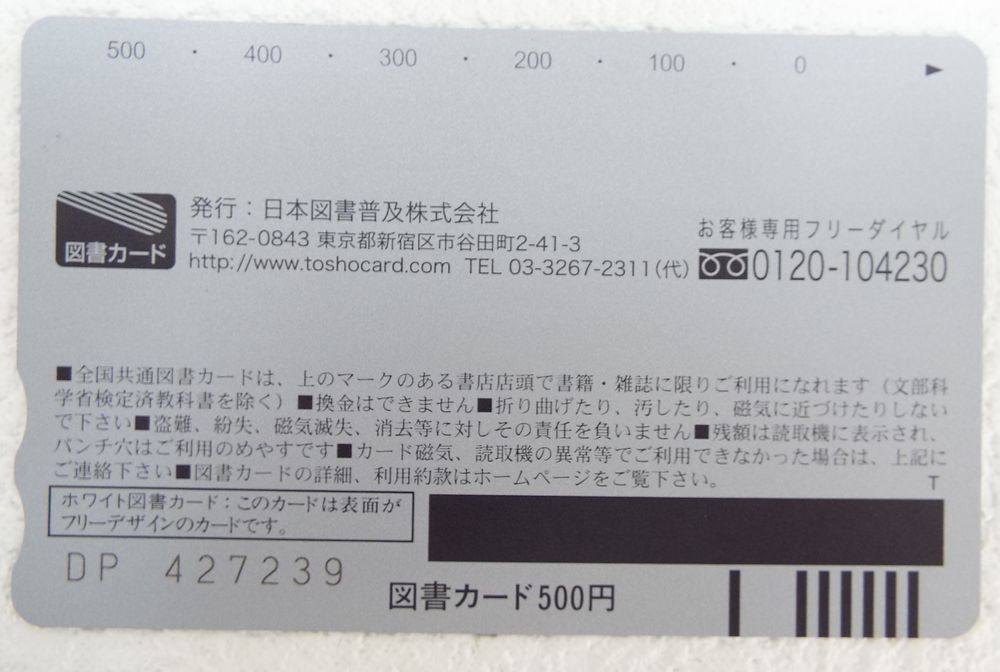 500 ・ 400 ・ 300 ・ 200 ・ 100 ・ 0 ▶
図書カード
発行：日本図書普及株式会社
〒162-0843 東京都新宿区市谷田町2-41-3
http://www.toshocard.com TEL 03-3267-2311(代)
お客様専用フリーダイヤル
0120-104230
■全国共通図書カードは、上のマークのある書店店頭で書籍・雑誌に限りご利用になれます（文部科
学省検定済教科書を除く）■換金はできません■折り曲げたり、汚したり、磁気に近づけたりしない
で下さい■盗難、紛失、磁気滅失、消去等に対しその責任を負いません■残額は読取機に表示され、
パンチ穴はご利用のめやすです■カード磁気、読取機の異常等でご利用できなかった場合は、上記に
ご連絡下さい■図書カードの詳細、利用約款はホームページをご覧下さい。
T
ホワイト図書カード：このカードは表面が
フリーデザインのカードです。
DP 427239
図書カード500円